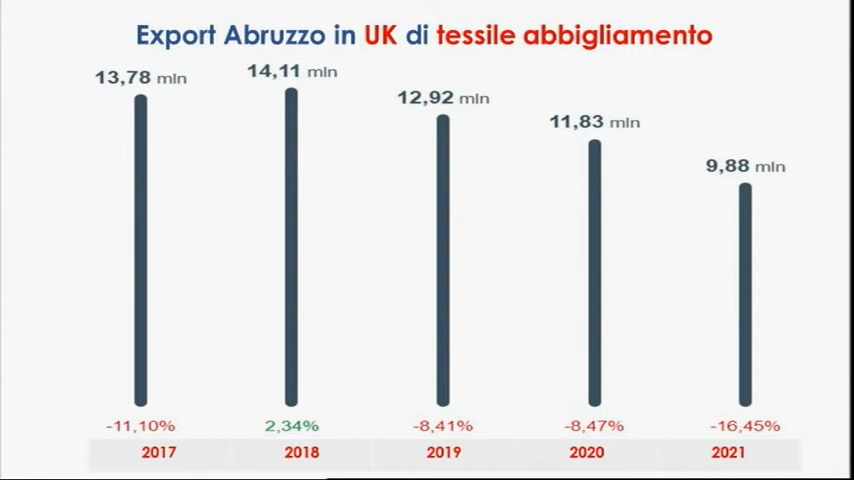 Export Abruzzo in UK di tessile abbigliamento
13,78 mln
14,11 mln
12,92 mln
11,83 mln
9,88 mln
-11,10%
2,34%
-8,41%
-8,47%
-16,45%
2017
2018
2019
2020
2021